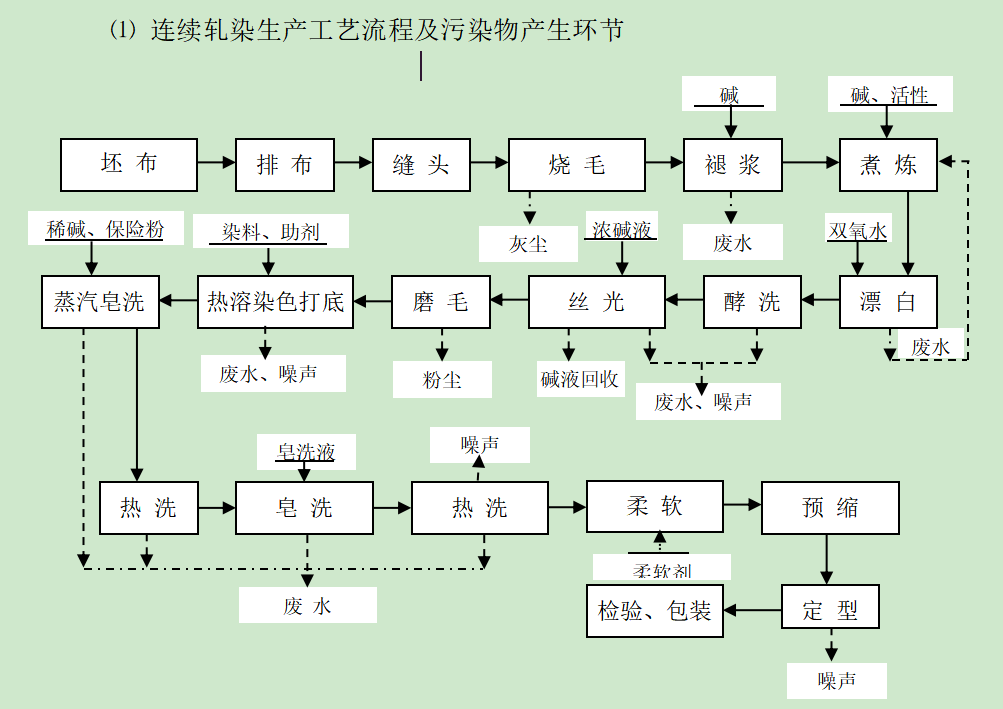 ⑴ 连续轧染生产工艺流程及污染物产生环节
碱
碱、活性
坯 布
排 布
缝 头
烧 毛
褪 浆
煮 炼
稀碱、保险粉
染料、助剂
灰尘
浓碱液
废水
双氧水
蒸汽皂洗
热溶染色打底
磨 毛
丝 光
酵 洗
漂 白
废水
废水、噪声
粉尘
碱液回收
废水、噪声
皂洗液
噪声
热 洗
皂 洗
热 洗
柔 软
预 缩
柔软剂
废 水
检验、包装
定 型
噪声